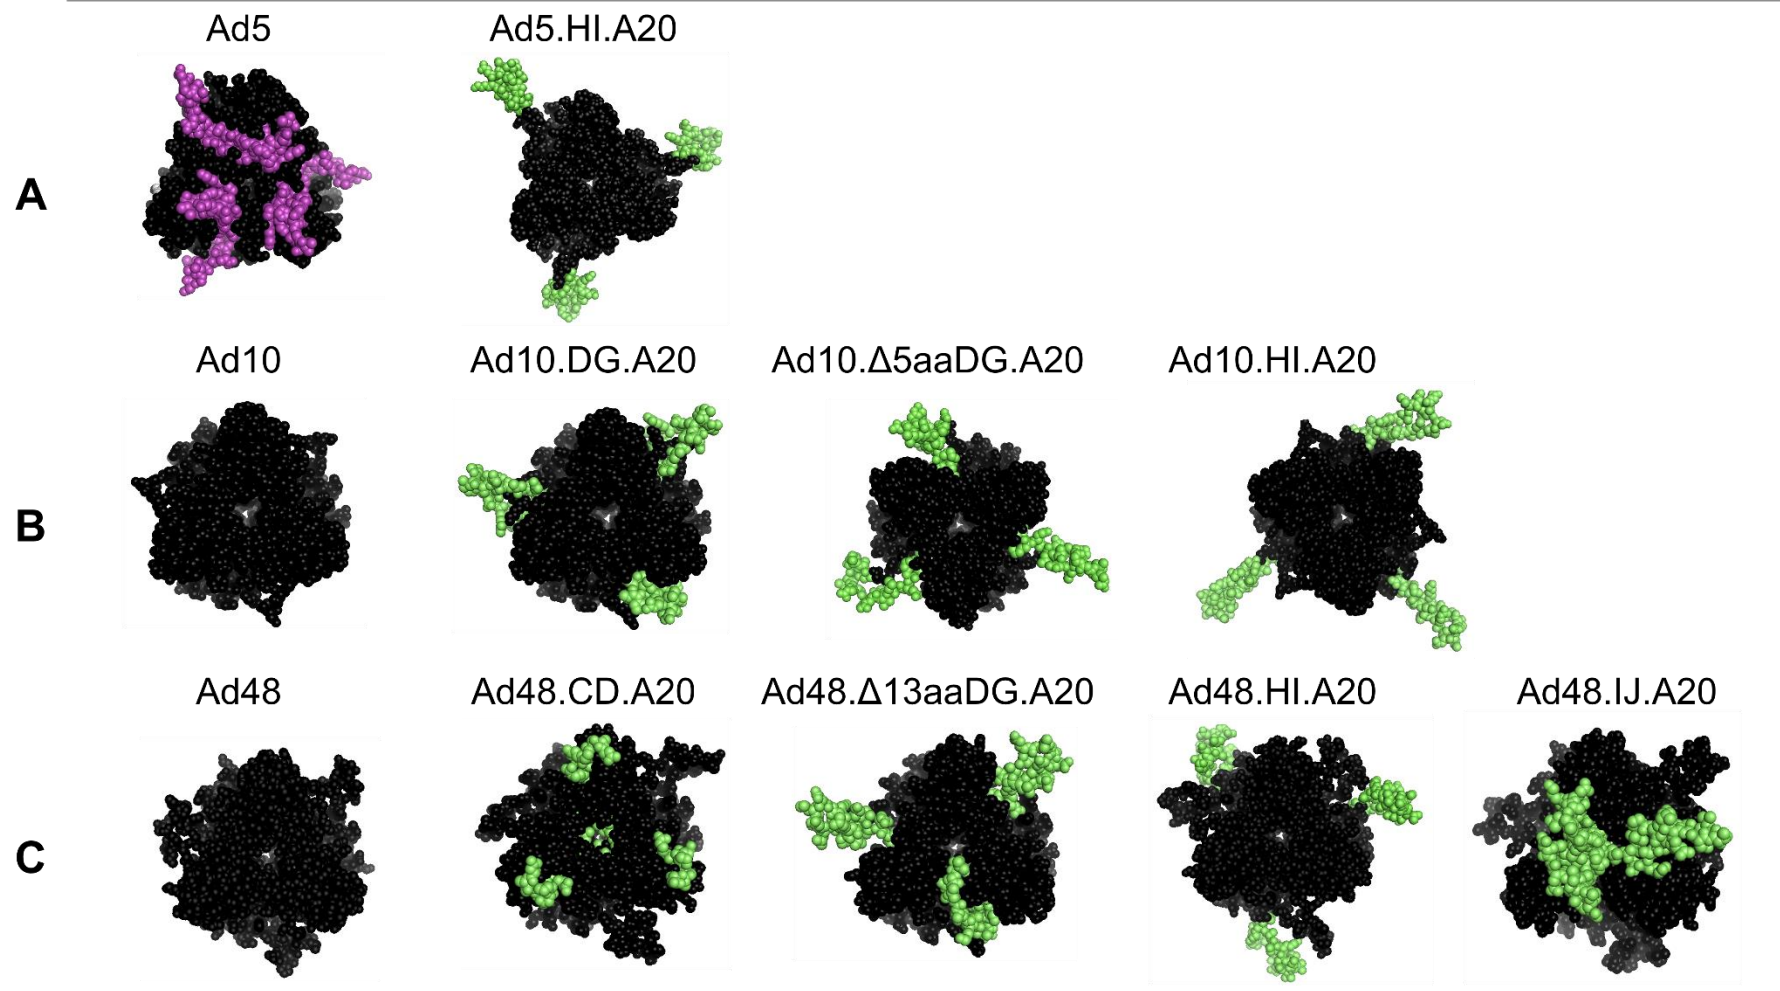 Ad5 Ad5.HI.A20
A
Ad10 Ad10.DG.A20 Ad10.Δ5aaDG.A20 Ad10.HI.A20
B
Ad48 Ad48.CD.A20 Ad48.Δ13aaDG.A20 Ad48.HI.A20 Ad48.IJ.A20
C